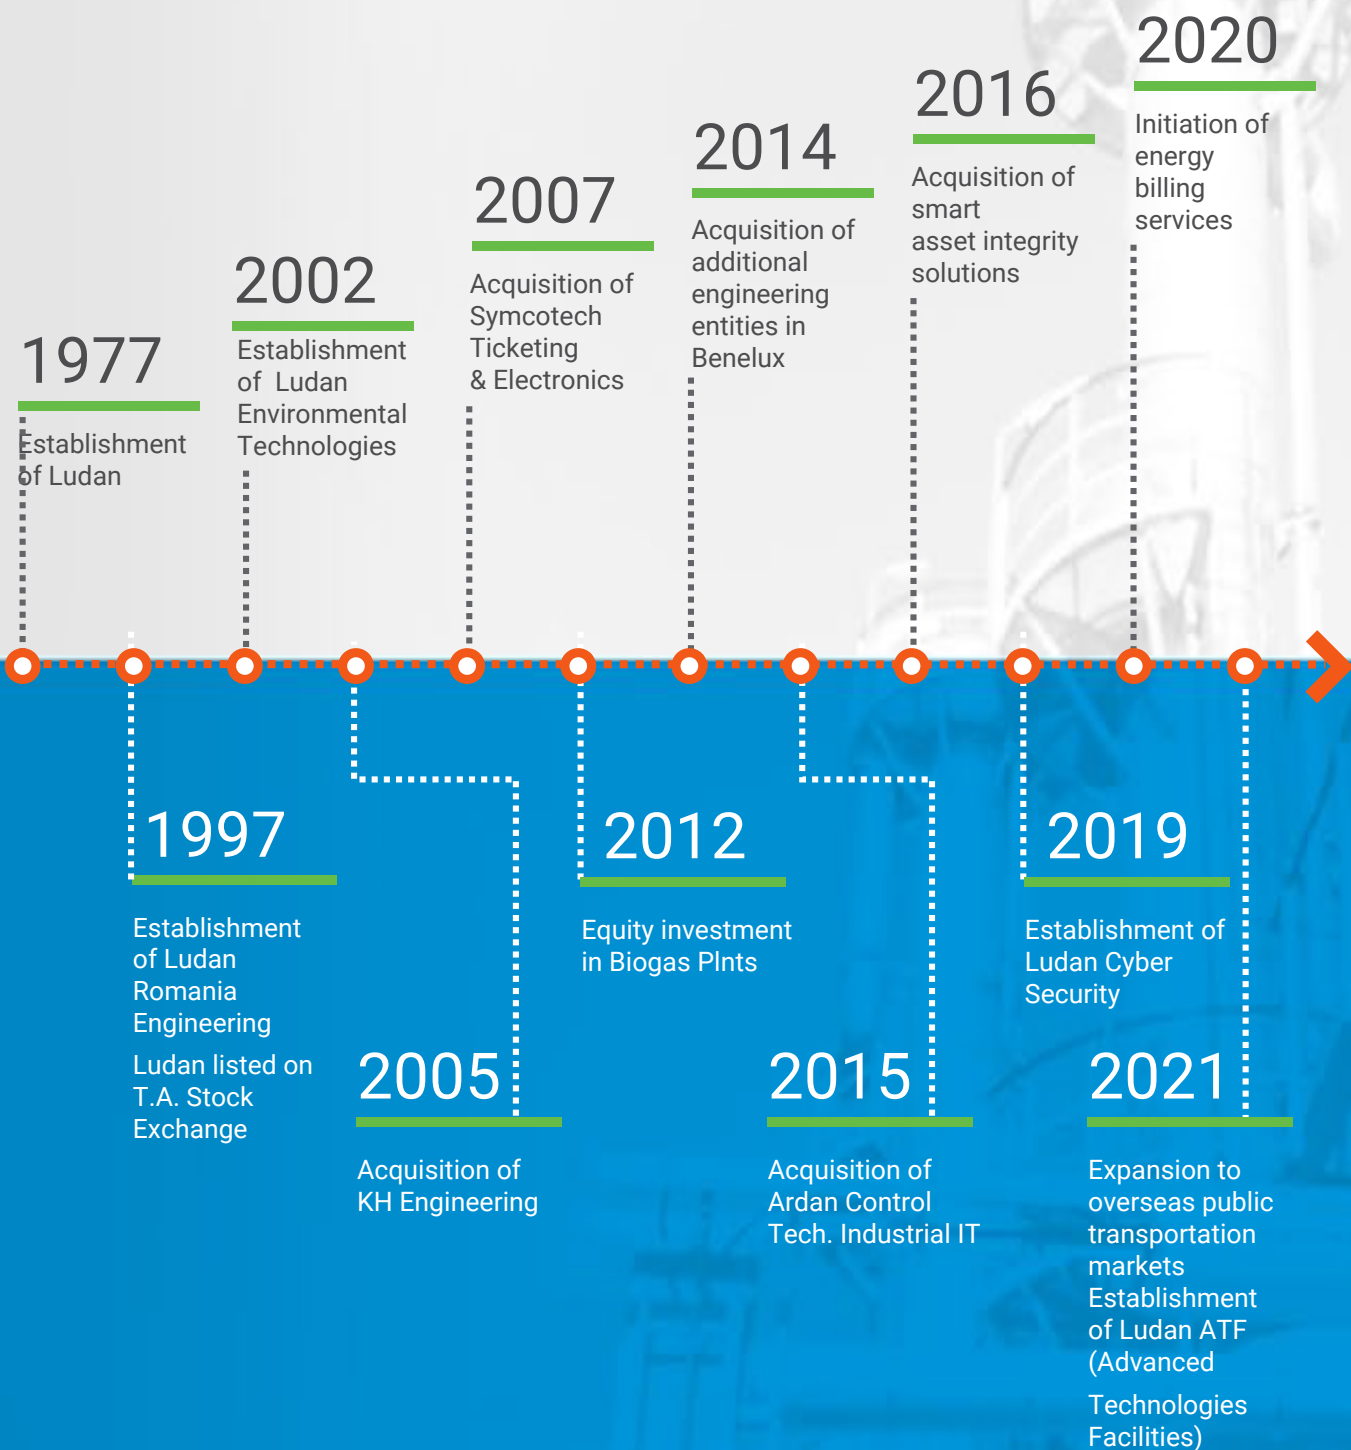 1977
Establishment
of Ludan
2002
Establishment
of Ludan
Environmental
Technologies
2007
Acquisition of
Symcotech
Ticketing
& Electronics
2014
Acquisition of
additional
engineering
entities in
Benelux
2016
Acquisition of
smart
asset integrity
solutions
2020
Initiation of
energy
billing
services
1997
Establishment
of Ludan
Romania
Engineering
Ludan listed on
T.A. Stock
Exchange
2005
Acquisition of
KH Engineering
2012
Equity investment
in Biogas Plnts
2015
Acquisition of
Ardan Control
Tech. Industrial IT
2019
Establishment of
Ludan Cyber
Security
2021
Expansion to
overseas public
transportation
markets
Establishment
of Ludan ATF
(Advanced
Technologies
Facilities)